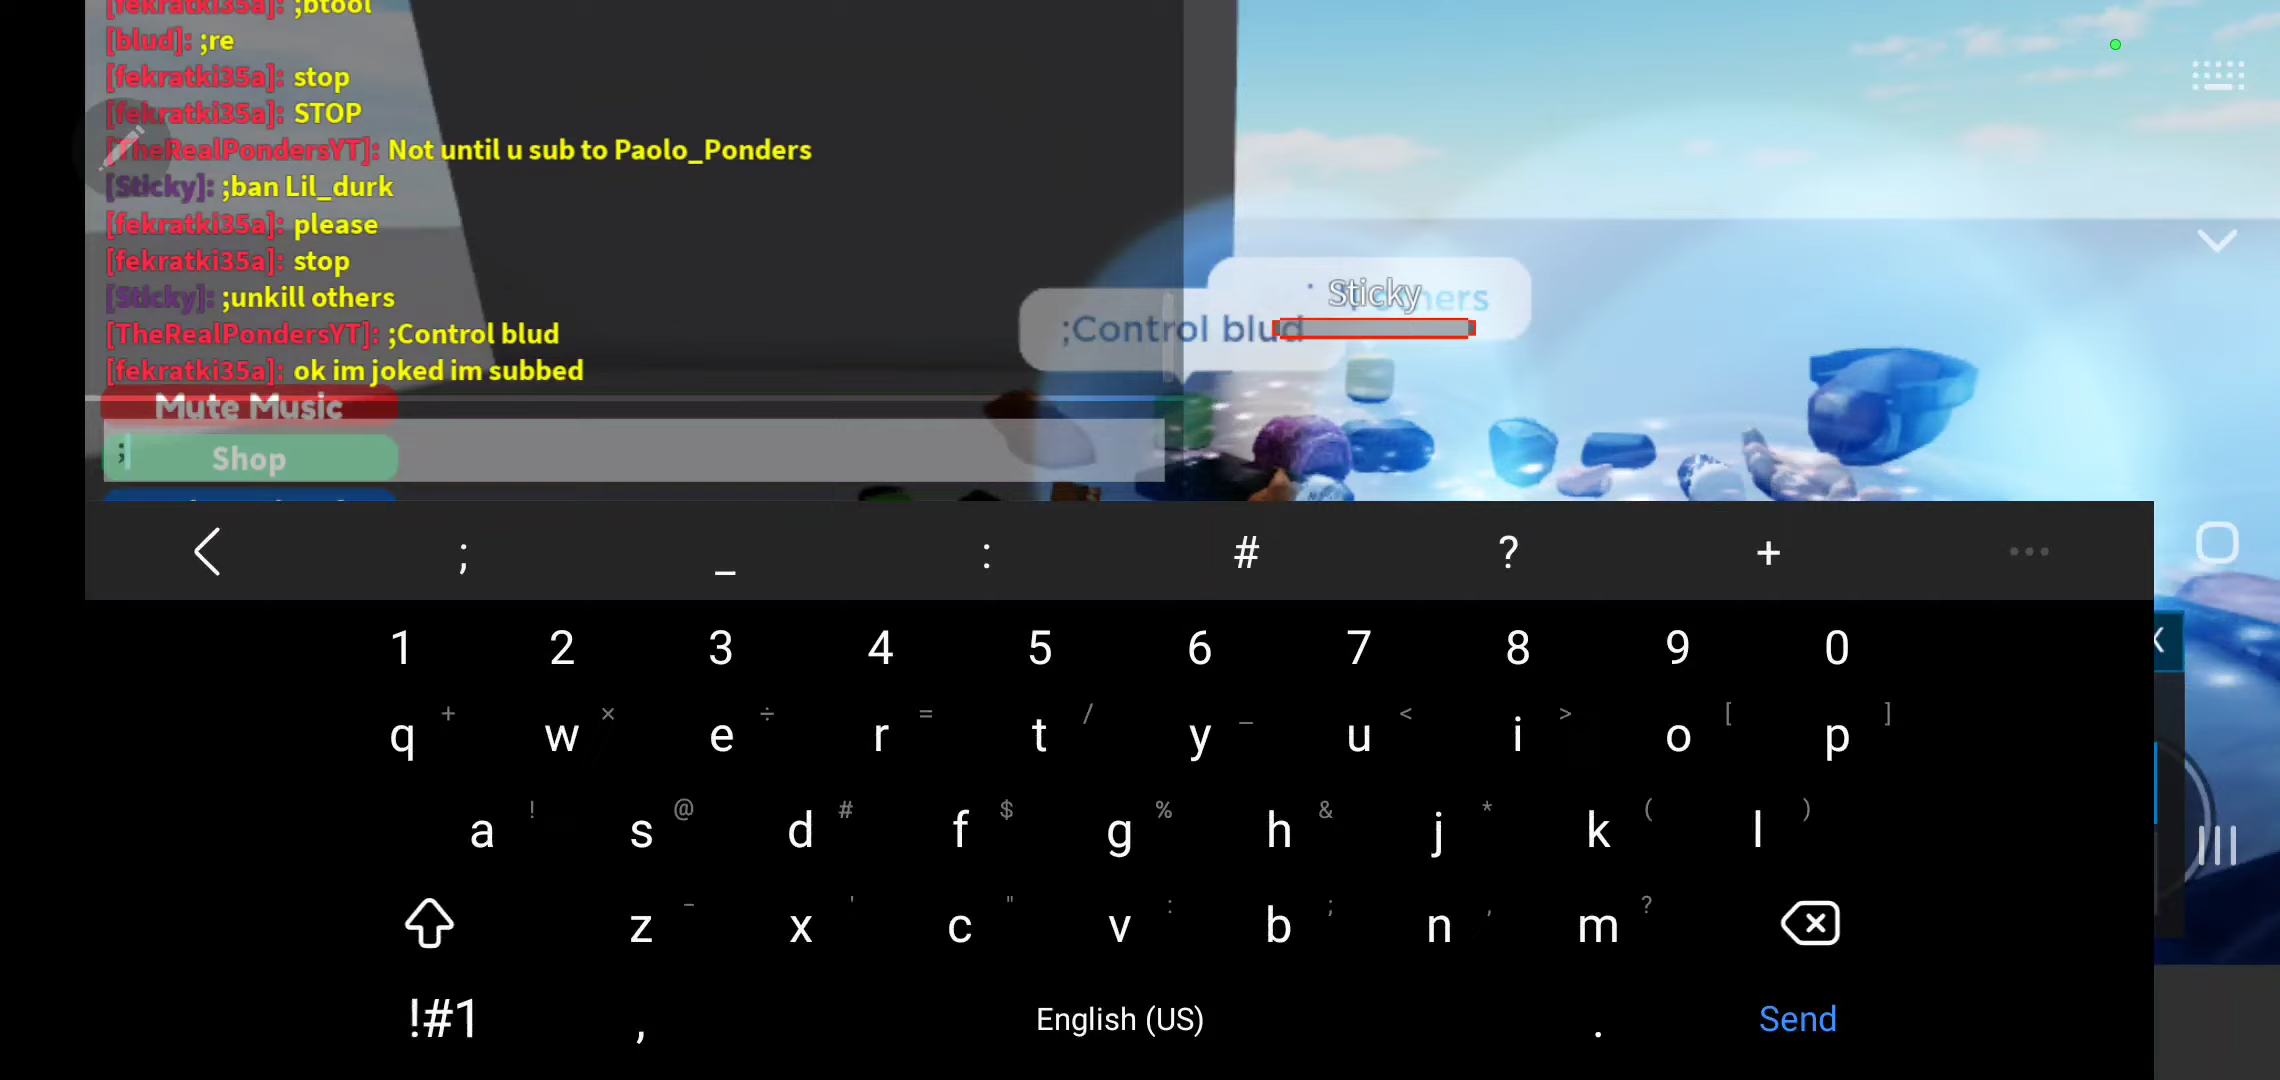 [fekratki35a]: ;btool
[blud]: ;re
[fekratki35a]: stop
[fekratki35a]: STOP
[TheRealPondersYT]: Not until u sub to Paolo_Ponders
[Sticky]: ;ban Lil_durk
[fekratki35a]: please
[fekratki35a]: stop
[Sticky]: ;unkill others
[TheRealPondersYT]: ;Control blud
[fekratki35a]: ok im joked im subbed
Sticky
;Control blud
Mute Music
;
Shop
; _ : # ? + ...
1 2 3 4 5 6 7 8 9 0
+ × ÷ = / _ < > [ ]
q w e r t y u i o p
! @ # $ % & * ( )
a s d f g h j k l
- ' " : ; , ?
z x c v b n m
!#1 , English (US) . Send